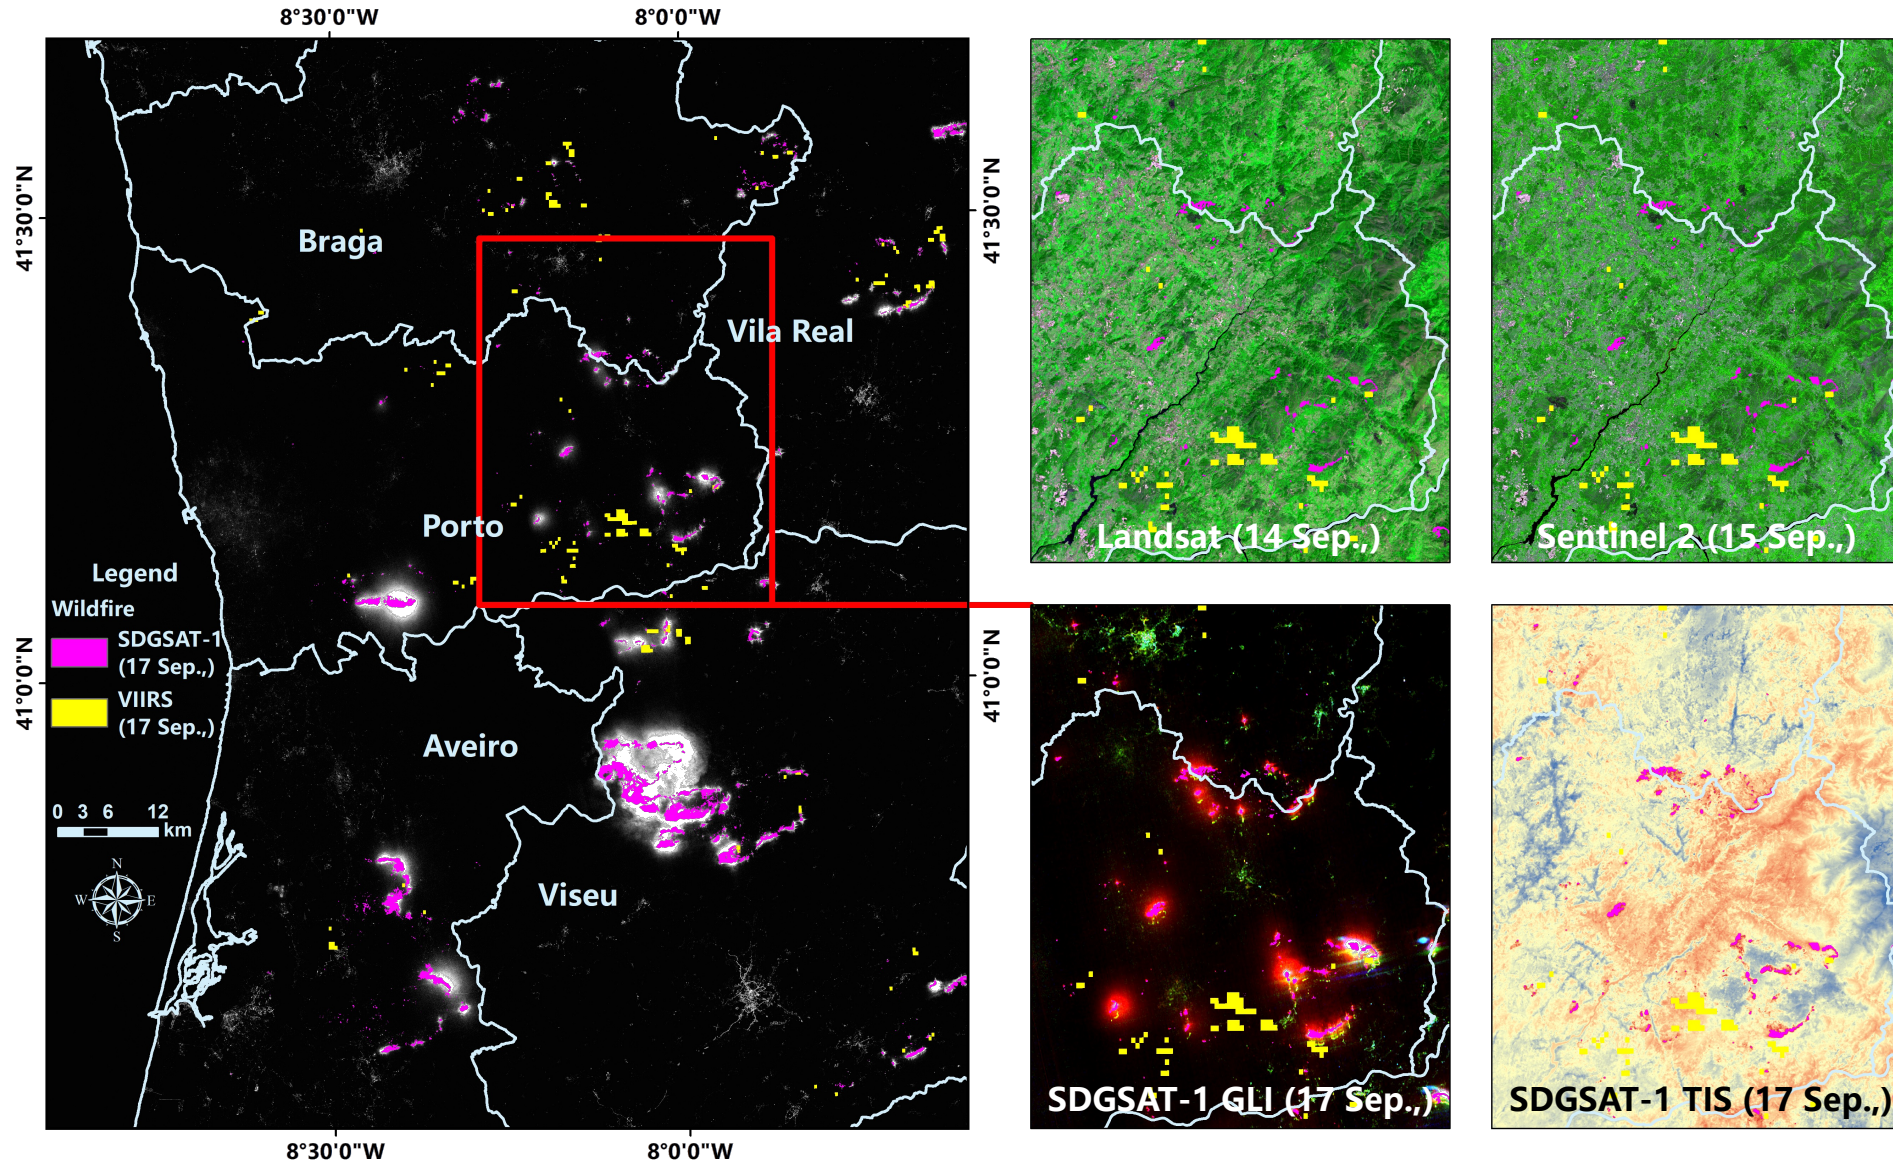 8°30'0"W
8°0'0"W
41°30'0"N
41°30'0"N
Braga
Vila Real
Porto
Landsat (14 Sep.,)
Sentinel 2 (15 Sep.,)
Legend
Wildfire
SDGSAT-1
(17 Sep.,)
VIIRS
(17 Sep.,)
41°0'0"N
41°0'0"N
Aveiro
0 3 6 12
km
N
W E
S
Viseu
SDGSAT-1 GLI (17 Sep.,)
SDGSAT-1 TIS (17 Sep.,)
8°30'0"W
8°0'0"W